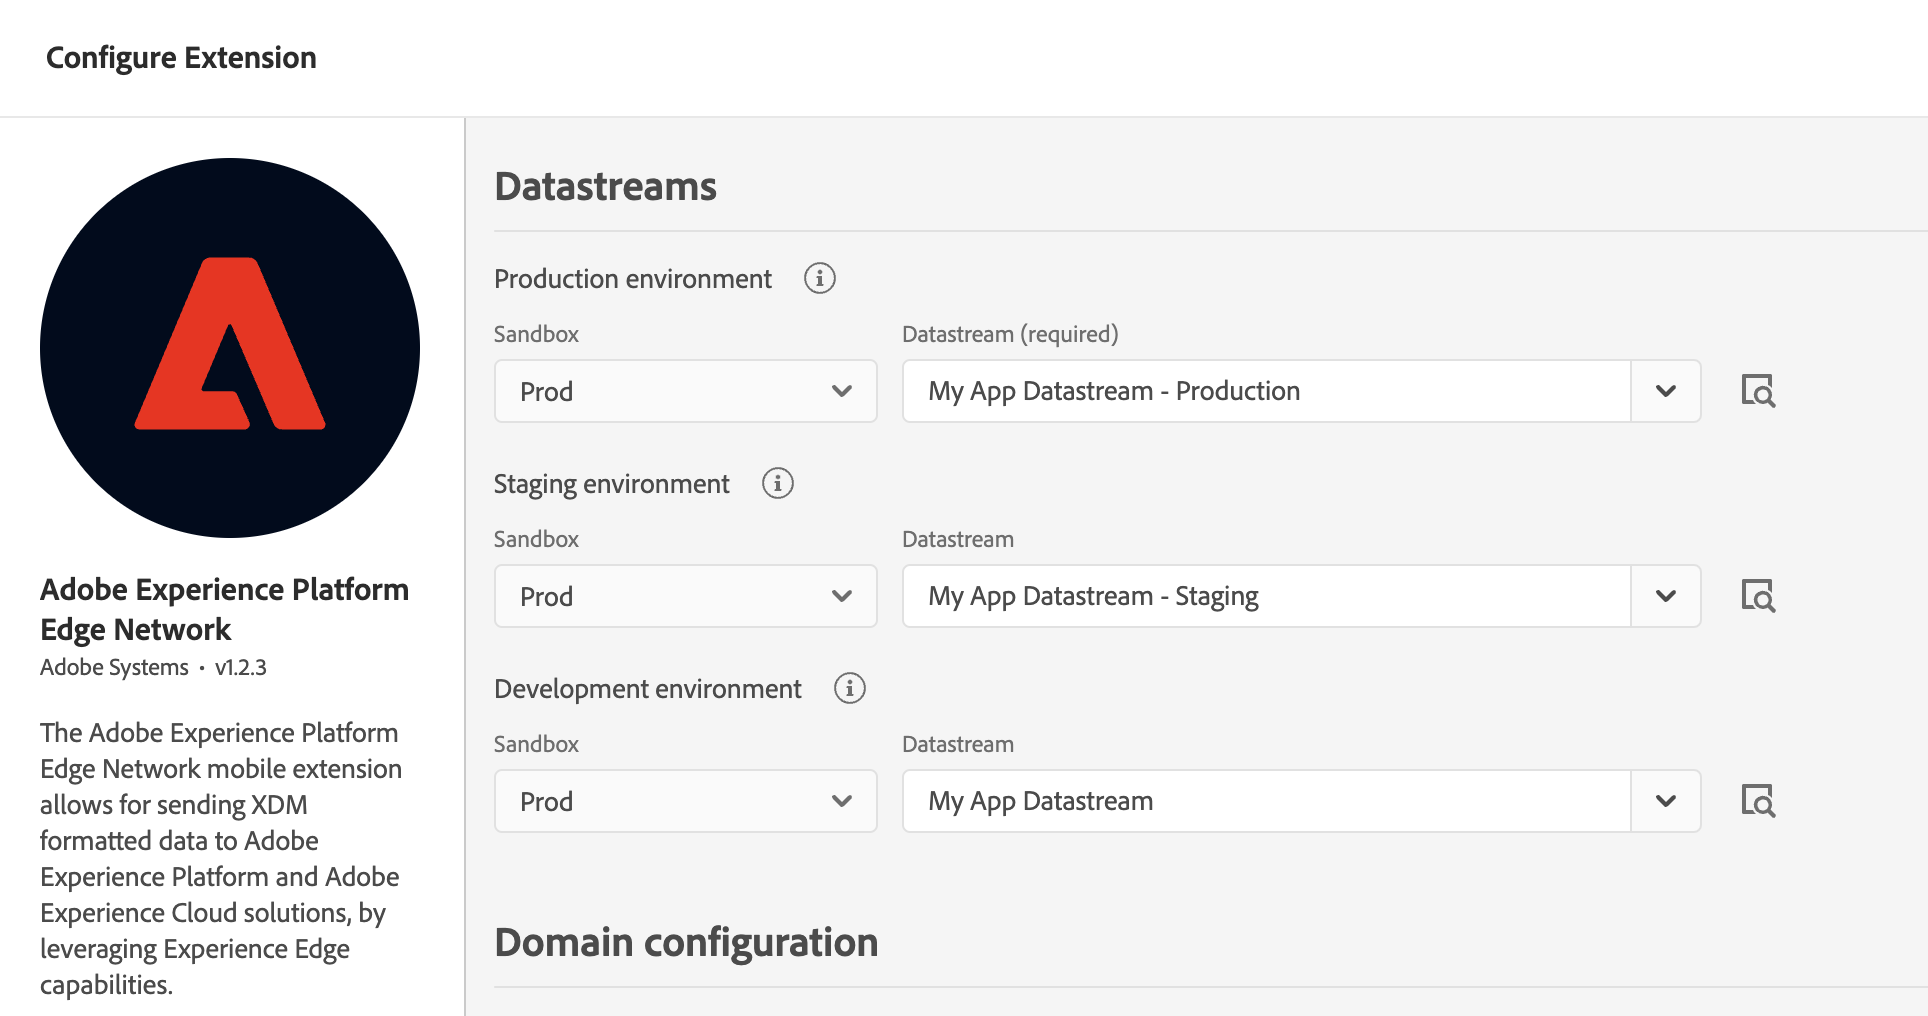 Configure Extension
Adobe Experience Platform
Edge Network
Adobe Systems · v1.2.3
The Adobe Experience Platform
Edge Network mobile extension
allows for sending XDM
formatted data to Adobe
Experience Platform and Adobe
Experience Cloud solutions, by
leveraging Experience Edge
capabilities.
Datastreams
Production environment
Sandbox Datastream (required)
Prod My App Datastream - Production
Staging environment
Sandbox Datastream
Prod My App Datastream - Staging
Development environment
Sandbox Datastream
Prod My App Datastream
Domain configuration